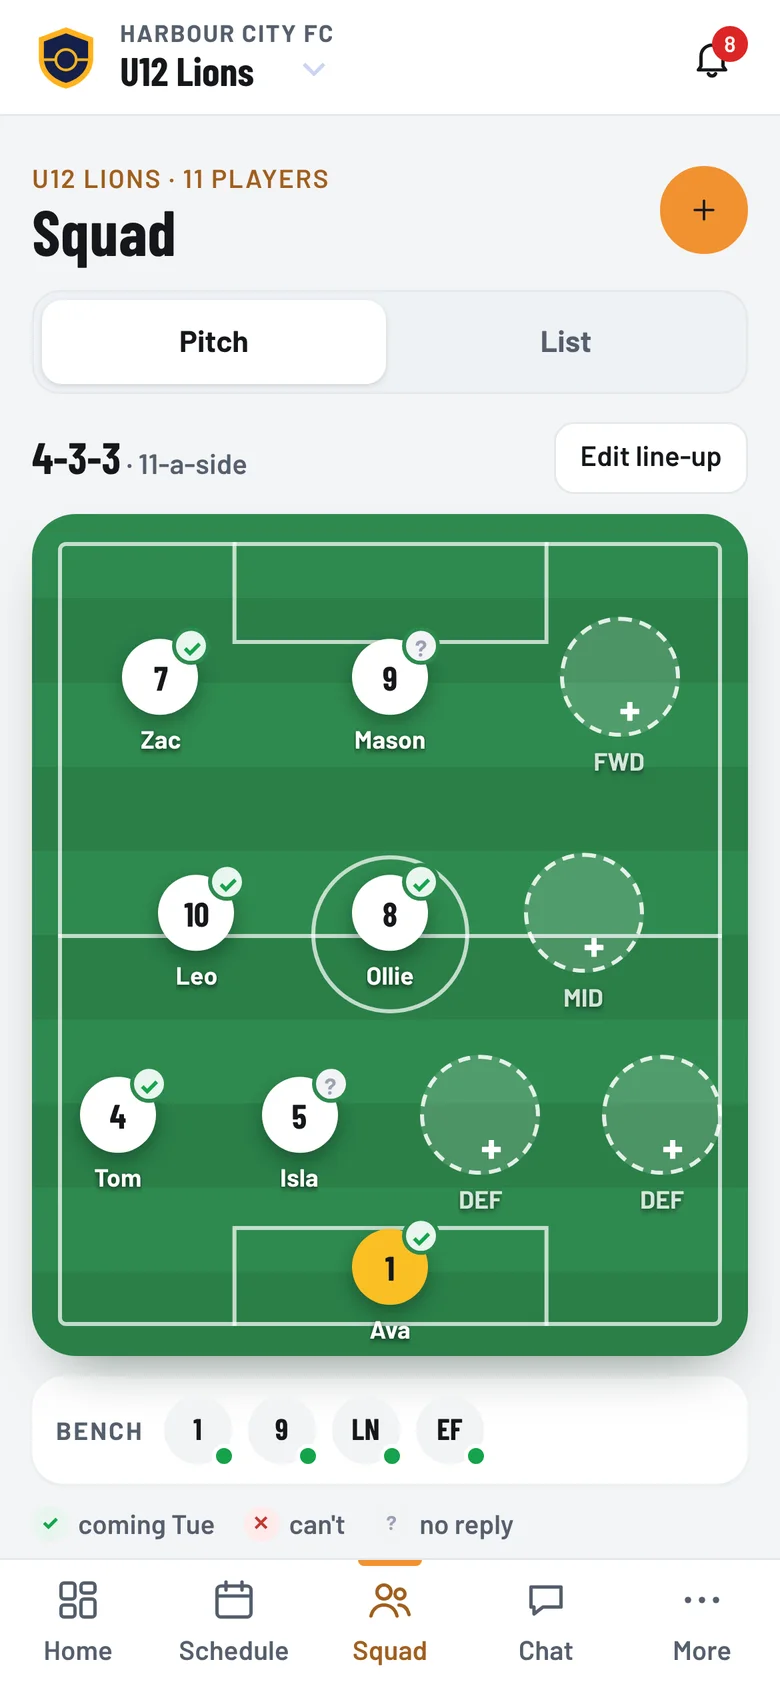 HARBOUR CITY FC
U12 Lions
8
U12 LIONS · 11 PLAYERS
Squad
+
Pitch List
4-3-3 · 11-a-side
Edit line-up
7 9 +
?
Zac Mason FWD
10 8 +
Leo Ollie MID
4 5 + +
?
Tom Isla DEF DEF
1
Ava
BENCH 1 9 LN EF
coming Tue can't ? no reply
Home Schedule Squad Chat More